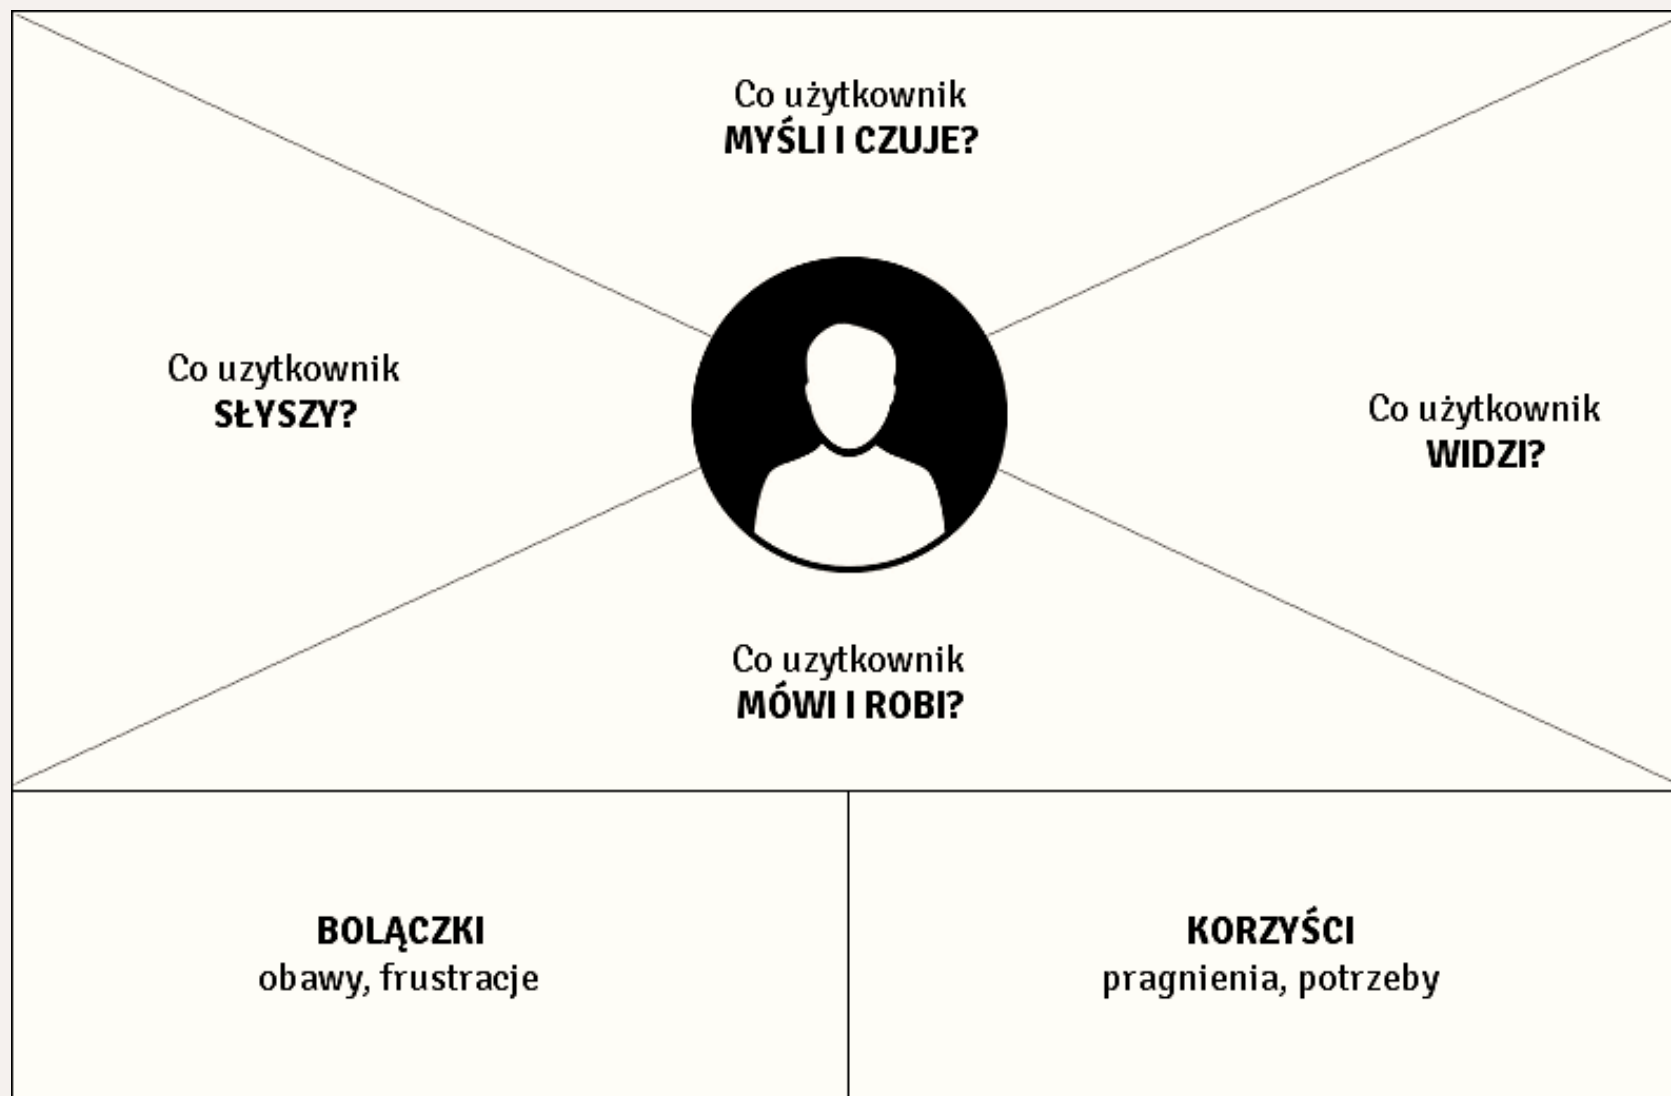 Co użytkownik
MYŚLI I CZUJE?
Co uzytkownik
SŁYSZY?
Co użytkownik
WIDZI?
Co uzytkownik
MÓWI I ROBI?
BOLĄCZKI
obawy, frustracje
KORZYŚCI
pragnienia, potrzeby